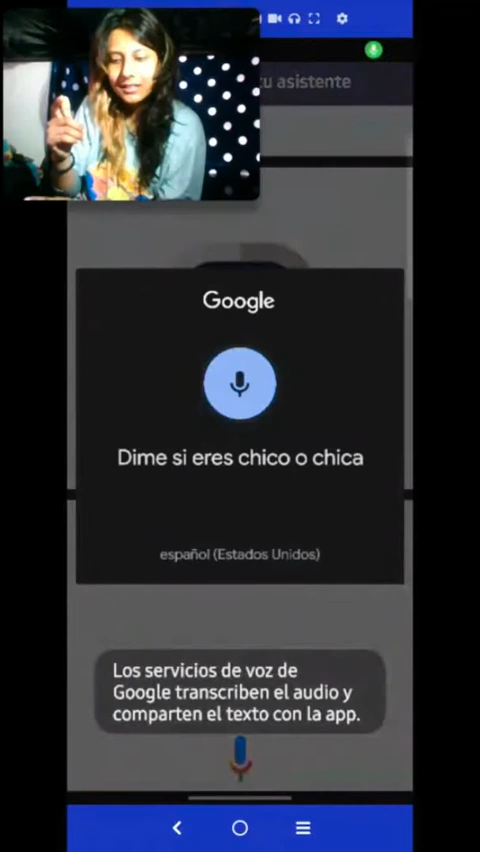 tu asistente
Google
Dime si eres chico o chica
español (Estados Unidos)
Los servicios de voz de
Google transcriben el audio y
comparten el texto con la app.